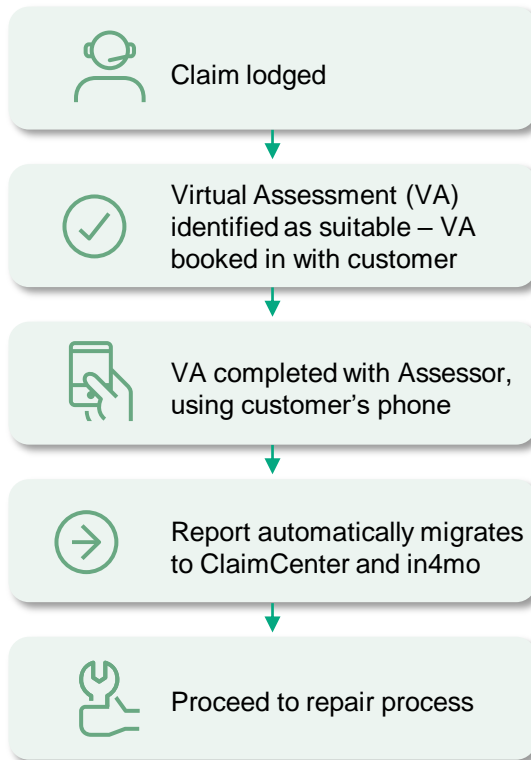 Claim lodged
Virtual Assessment (VA)
identified as suitable – VA
booked in with customer
VA completed with Assessor,
using customer’s phone
Report automatically migrates
to ClaimCenter and in4mo
Proceed to repair process